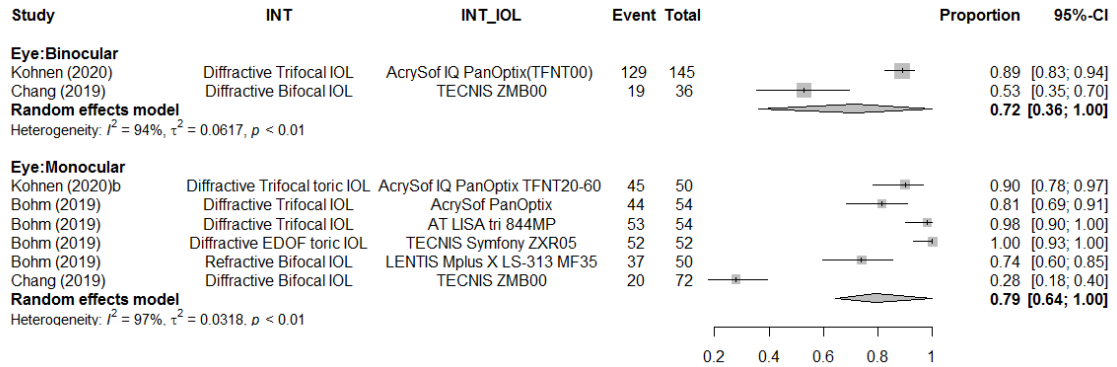 Study INT INT_IOL Event Total Proportion 95%-CI
Eye:Binocular
Kohnen (2020) Diffractive Trifocal IOL AcrySof IQ PanOptix(TFNT00) 129 145 0.89 [0.83; 0.94]
Chang (2019) Diffractive Bifocal IOL TECNIS ZMB00 19 36 0.53 [0.35; 0.70]
Random effects model 0.72 [0.36; 1.00]
Heterogeneity: I² = 94%, τ² = 0.0617, p < 0.01
Eye:Monocular
Kohnen (2020)b Diffractive Trifocal toric IOL AcrySof IQ PanOptix TFNT20-60 45 50 0.90 [0.78; 0.97]
Bohm (2019) Diffractive Trifocal IOL AcrySof PanOptix 44 54 0.81 [0.69; 0.91]
Bohm (2019) Diffractive Trifocal IOL AT LISA tri 844MP 53 54 0.98 [0.90; 1.00]
Bohm (2019) Diffractive EDOF toric IOL TECNIS Symfony ZXR05 52 52 1.00 [0.93; 1.00]
Bohm (2019) Refractive Bifocal IOL LENTIS Mplus X LS-313 MF35 37 50 0.74 [0.60; 0.85]
Chang (2019) Diffractive Bifocal IOL TECNIS ZMB00 20 72 0.28 [0.18; 0.40]
Random effects model 0.79 [0.64; 1.00]
Heterogeneity: I² = 97%, τ² = 0.0318, p < 0.01
0.2 0.4 0.6 0.8 1